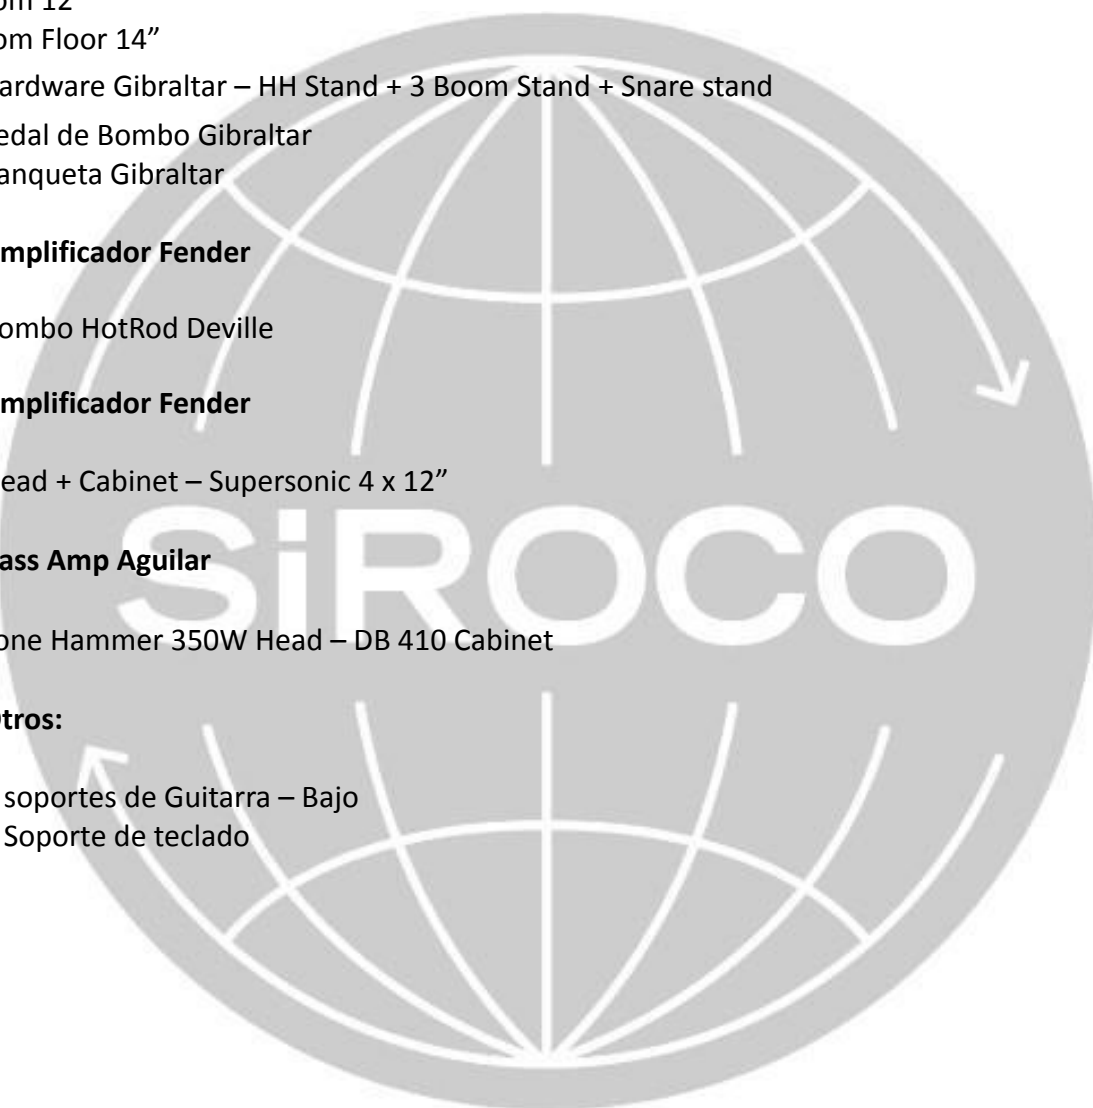 om 12
om Floor 14”
ardware Gibraltar – HH Stand + 3 Boom Stand + Snare stand
edal de Bombo Gibraltar
anqueta Gibraltar
mplificador Fender
ombo HotRod Deville
mplificador Fender
ead + Cabinet – Supersonic 4 x 12”
SiROCO
ass Amp Aguilar
one Hammer 350W Head – DB 410 Cabinet
tros:
soportes de Guitarra – Bajo
Soporte de teclado